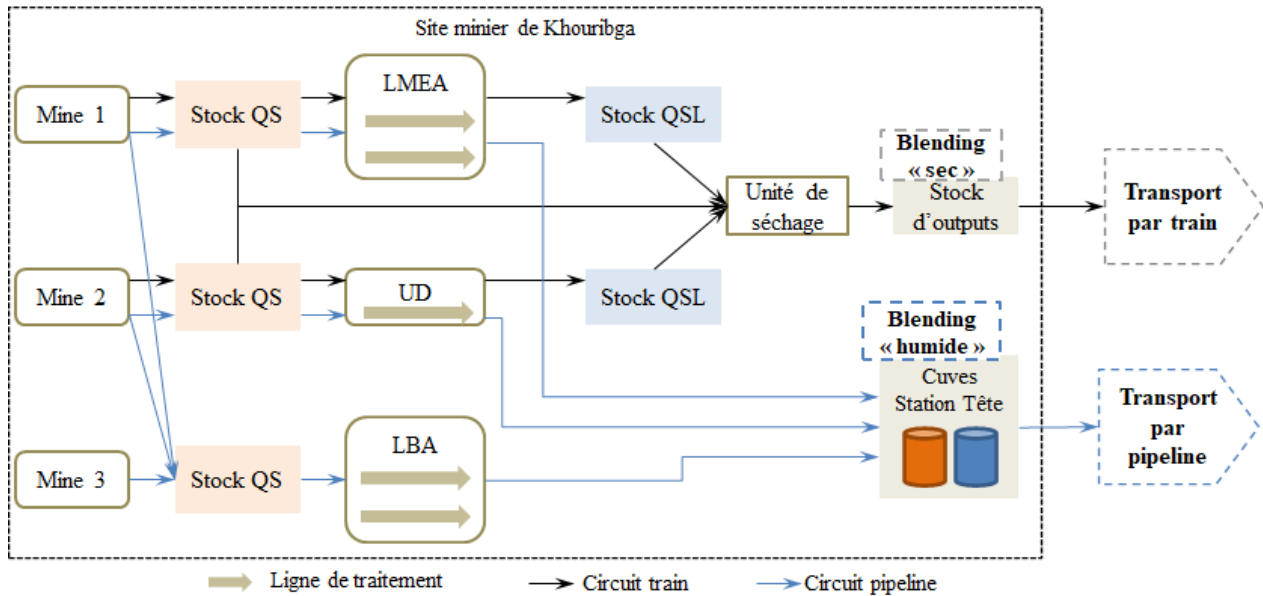 Site minier de Khouribga
Mine 1
Stock QS
LMEA
Stock QSL
Blending
« sec »
Stock
d’outputs
Unité de
séchage
Transport
par train
Mine 2
Stock QS
UD
Stock QSL
Blending
« humide »
Cuves
Station Tête
Transport
par
pipeline
Mine 3
Stock QS
LBA
Ligne de traitement
Circuit train
Circuit pipeline